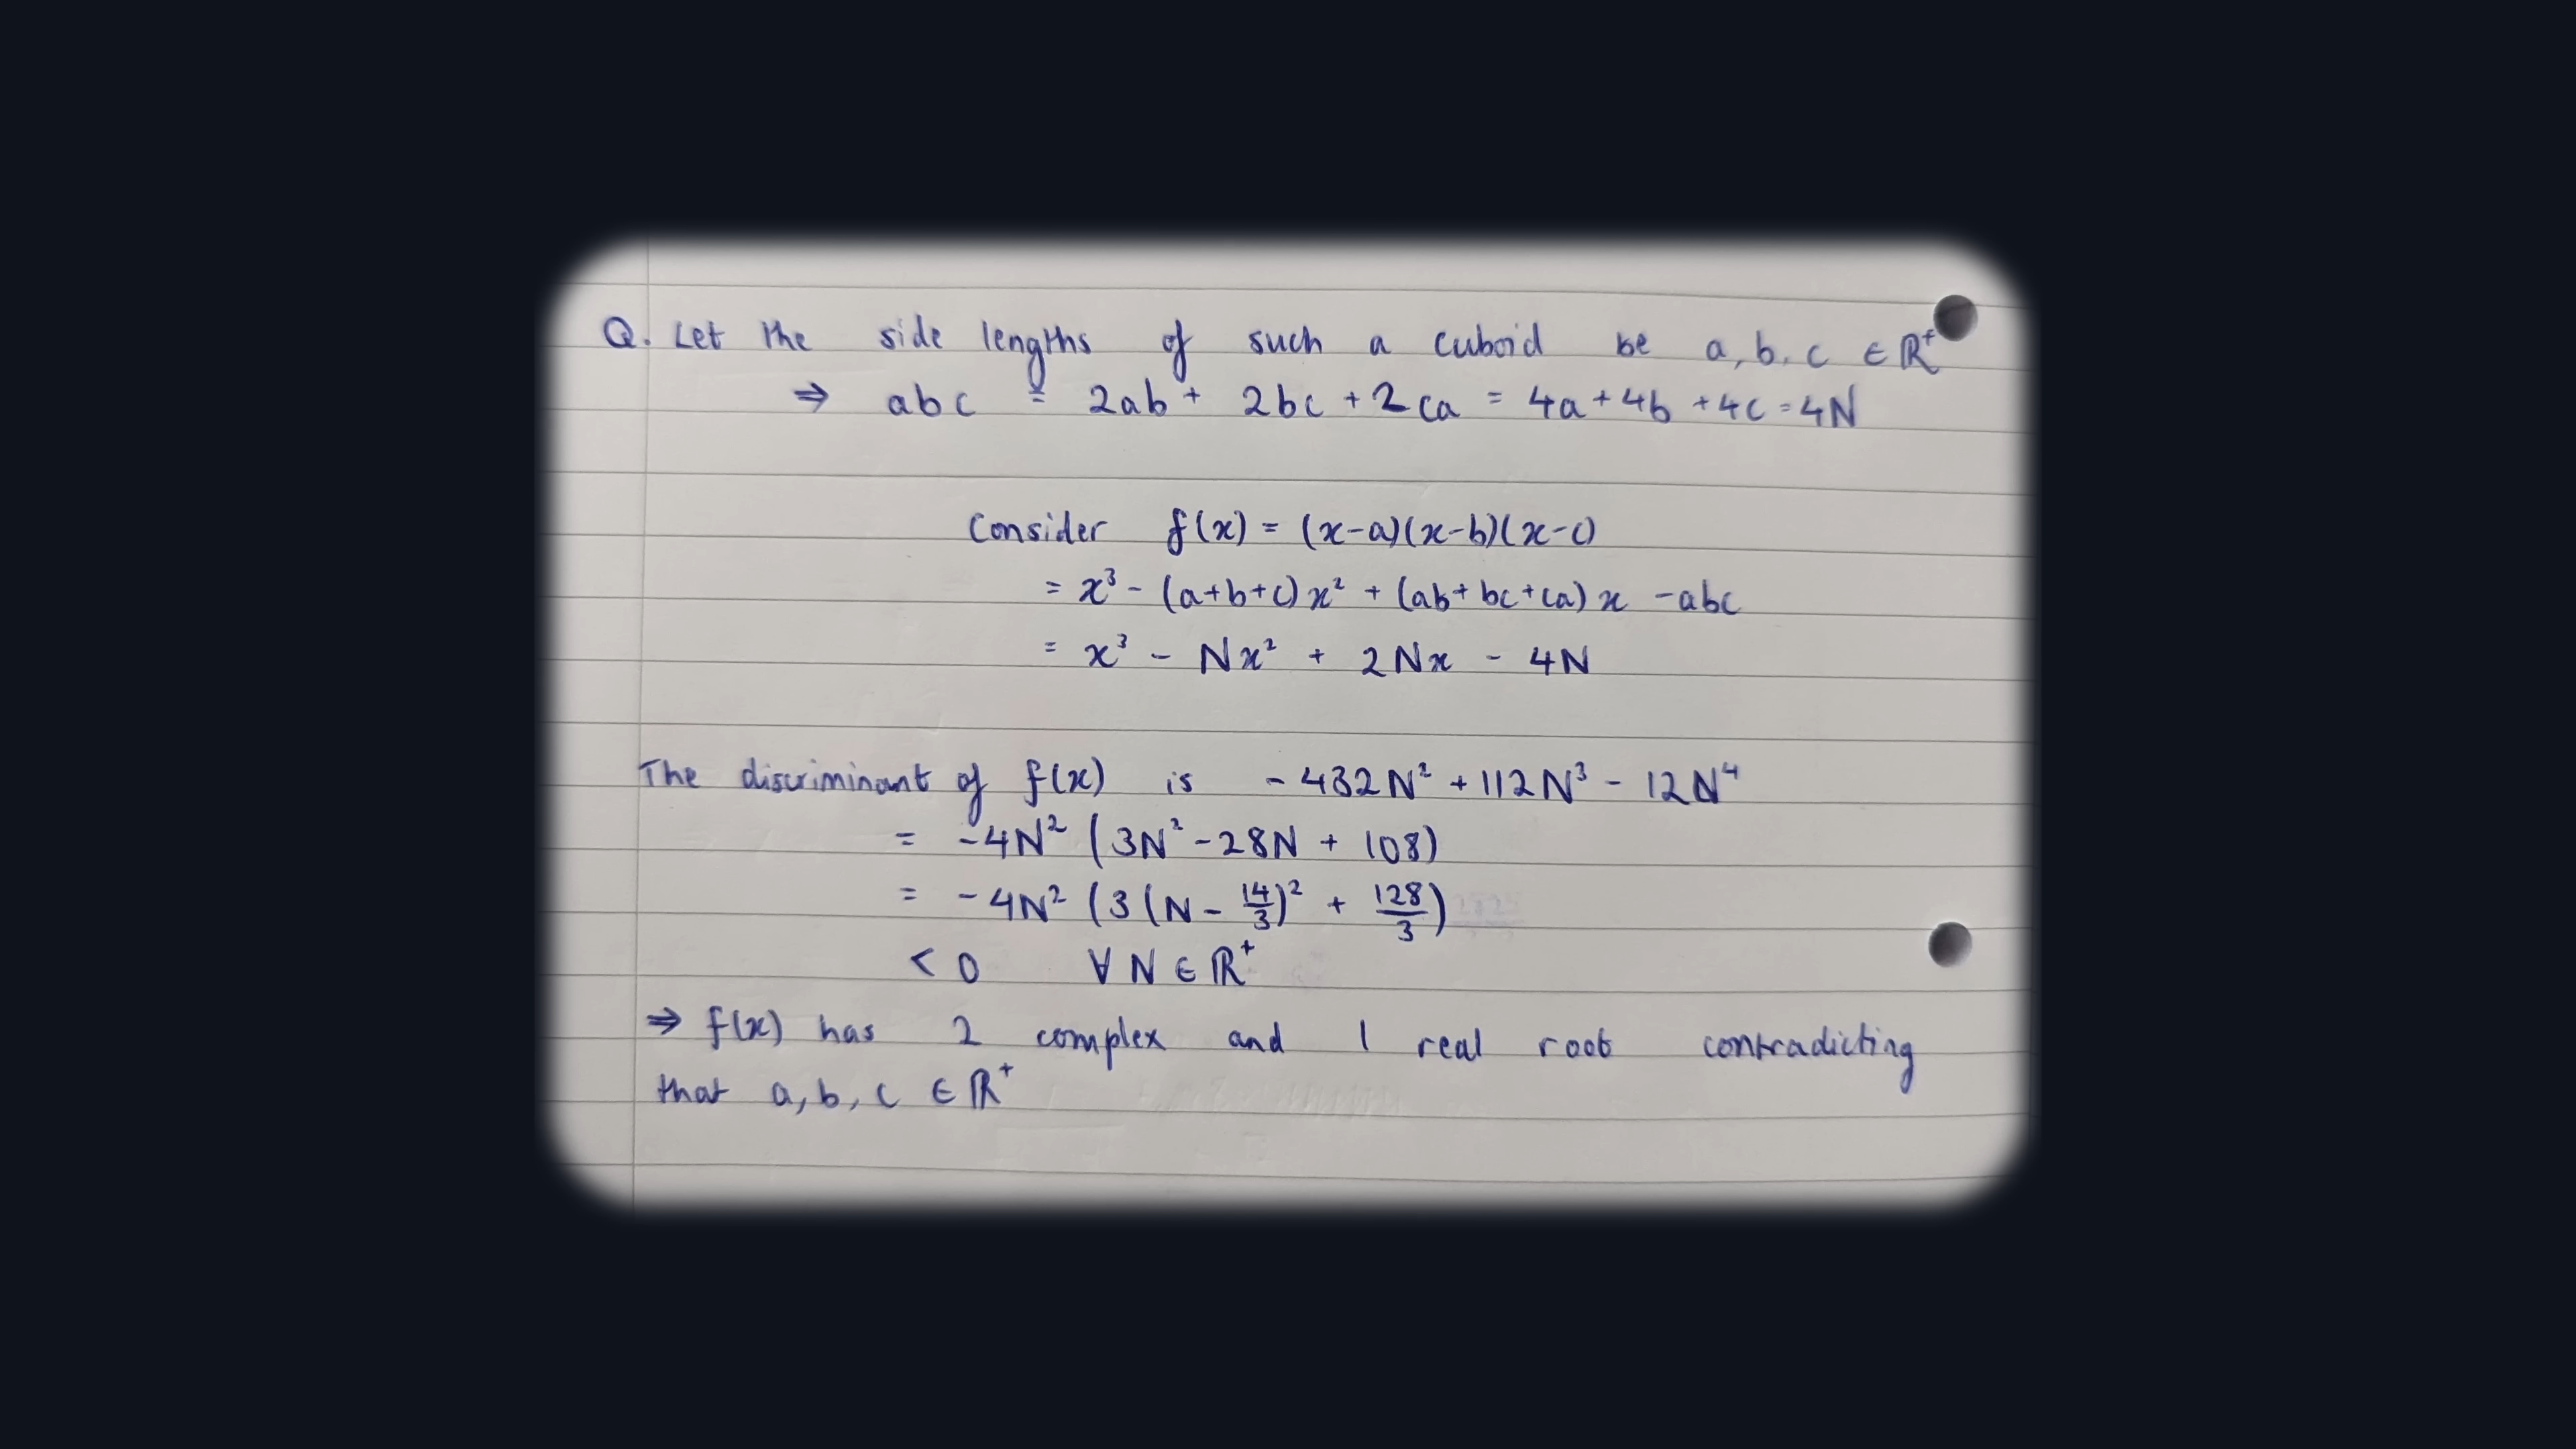 Q. Let the side lengths of such a cuboid be a, b, c ∈ ℝ⁺
⇒ abc = 2ab + 2bc + 2ca = 4a + 4b + 4c = 4N
Consider f(x) = (x-a)(x-b)(x-c)
= x³ - (a+b+c)x² + (ab+bc+ca)x - abc
= x³ - Nx² + 2Nx - 4N
The discriminant of f(x) is -432N² + 112N³ - 12N⁴
= -4N² (3N² - 28N + 108)
= -4N² (3(N - 14/3)² + 128/3)
< 0 ∀ N ∈ ℝ⁺
⇒ f(x) has 2 complex and 1 real root contradicting
that a, b, c ∈ ℝ⁺